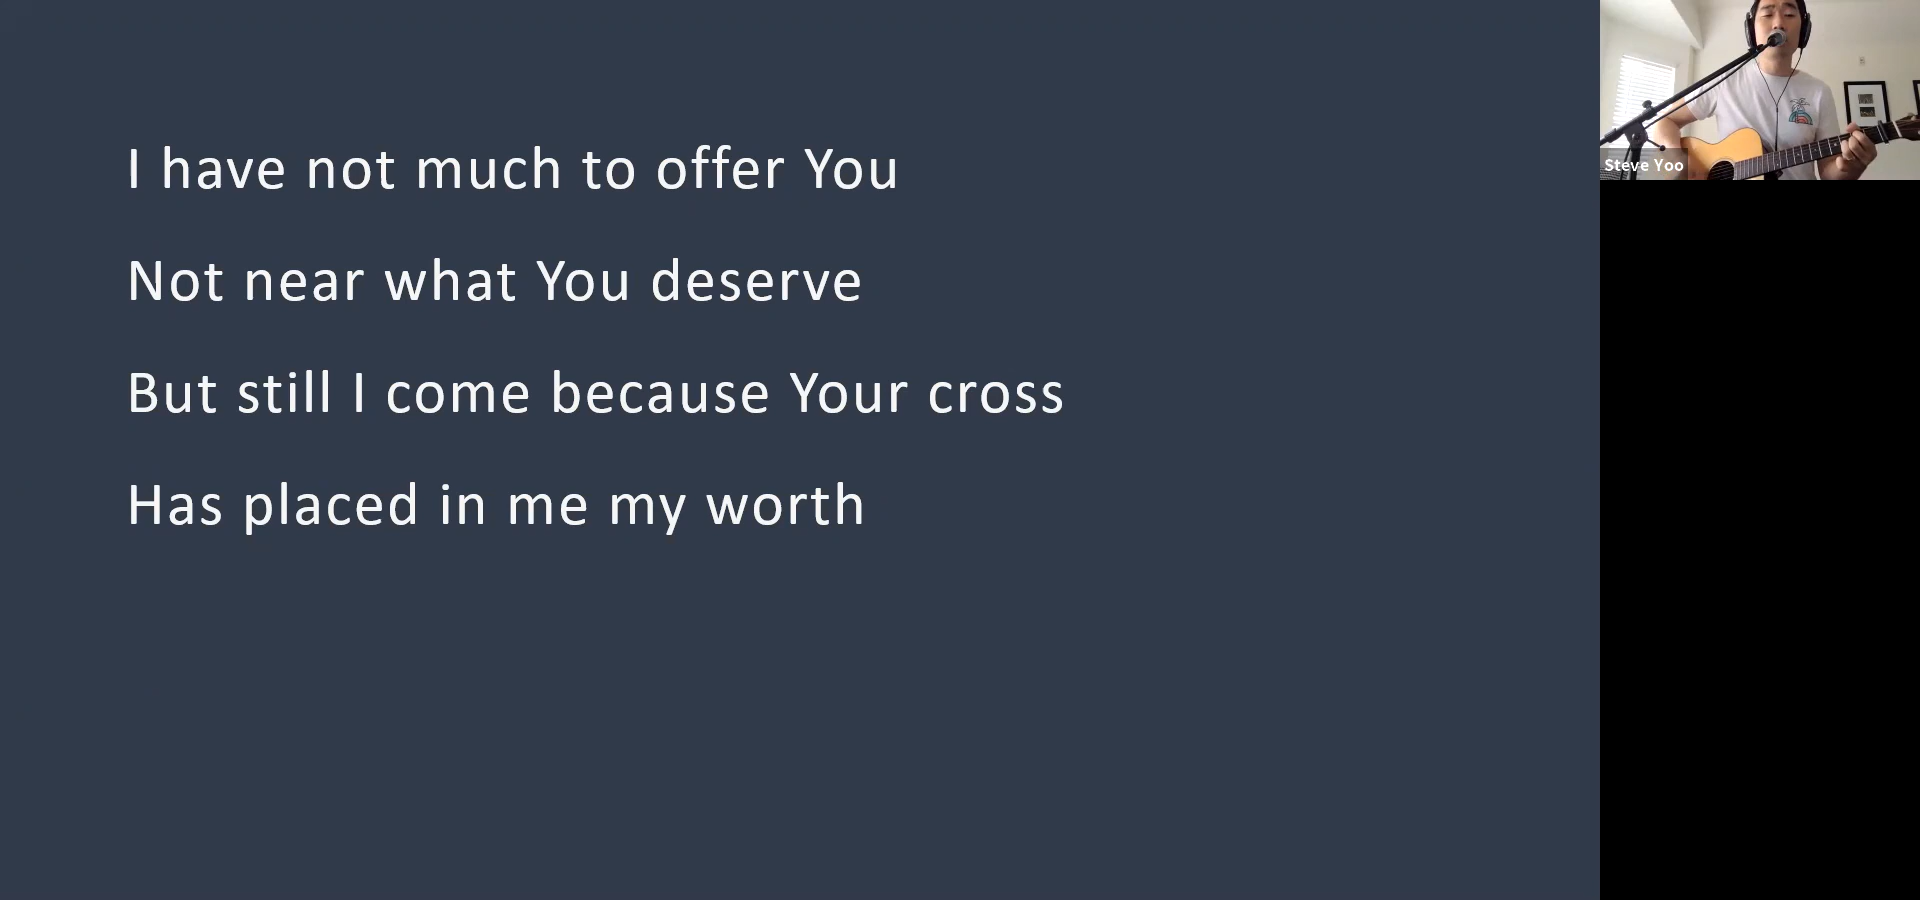 I have not much to offer You
Not near what You deserve
But still I come because Your cross
Has placed in me my worth
Steve Yoo